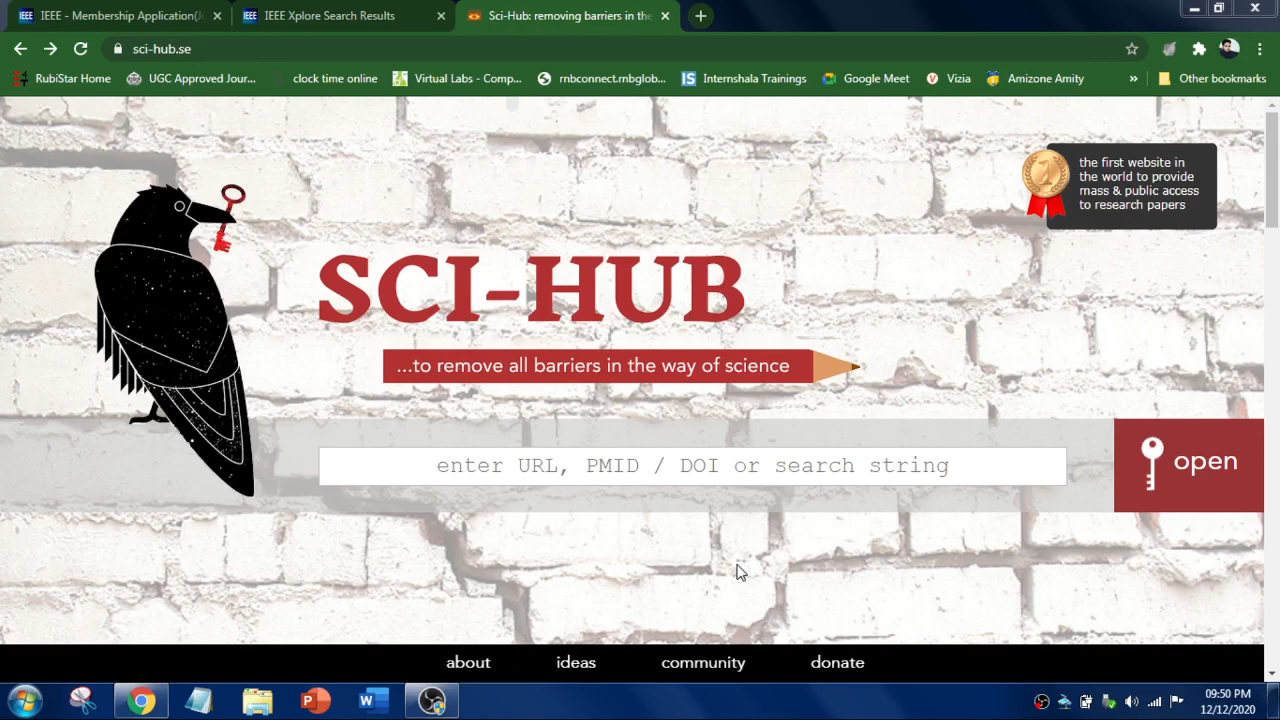 IEEE - Membership Application(Jo
IEEE Xplore Search Results
Sci-Hub: removing barriers in the
sci-hub.se
RubiStar Home
UGC Approved Jour...
clock time online
Virtual Labs - Comp...
rnbconnect.rnbglob...
Internshala Trainings
Google Meet
Vizia
Amizone Amity
»
Other bookmarks
the first website in
the world to provide
mass & public access
to research papers
SCI-HUB
...to remove all barriers in the way of science
enter URL, PMID / DOI or search string
open
about
ideas
community
donate
09:50 PM
12/12/2020